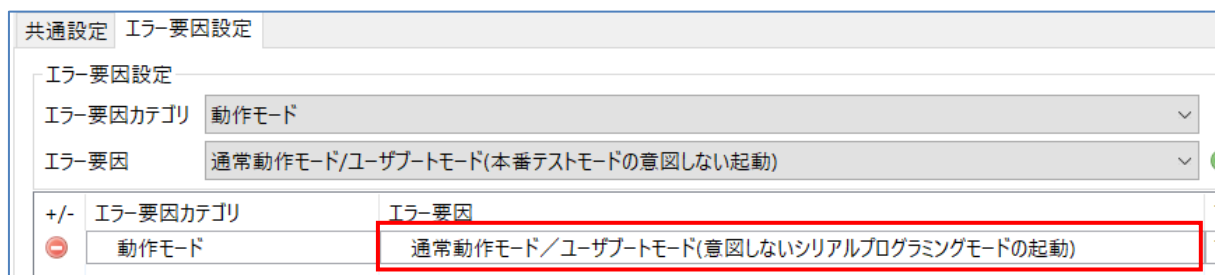 共通設定 エラー要因設定
エラー要因設定
エラー要因カテゴリ 動作モード
エラー要因 通常動作モード/ユーザブートモード(本番テストモードの意図しない起動)
+/- エラー要因カテゴリ エラー要因
動作モード 通常動作モード／ユーザブートモード(意図しないシリアルプログラミングモードの起動)